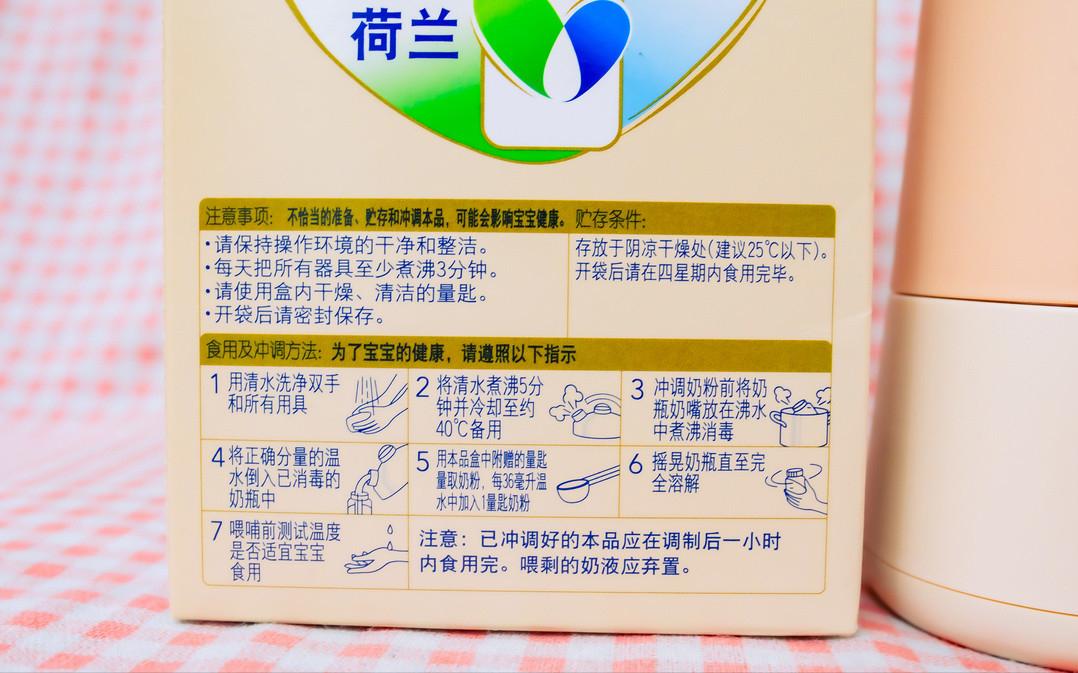 荷兰
注意事项: 不恰当的准备、贮存和冲调本品, 可能会影响宝宝健康。
·请保持操作环境的干净和整洁。
·每天把所有器具至少煮沸3分钟。
·请使用盒内干燥、清洁的量匙。
·开袋后请密封保存。
贮存条件:
存放于阴凉干燥处(建议25℃以下)。
开袋后请在四星期内食用完毕。
食用及冲调方法: 为了宝宝的健康, 请遵照以下指示
1 用清水洗净双手
和所有用具
2 将清水煮沸5分
钟并冷却至约
40℃备用
3 冲调奶粉前将奶
瓶奶嘴放在沸水
中煮沸消毒
4 将正确分量的温
水倒入已消毒的
奶瓶中
5 用本品盒中附赠的量匙
量取奶粉, 每36毫升温
水中加入1量匙奶粉
6 摇晃奶瓶直至完
全溶解
7 喂哺前测试温度
是否适宜宝宝
食用
注意: 已冲调好的本品应在调制后一小时
内食用完。喂剩的奶液应弃置。